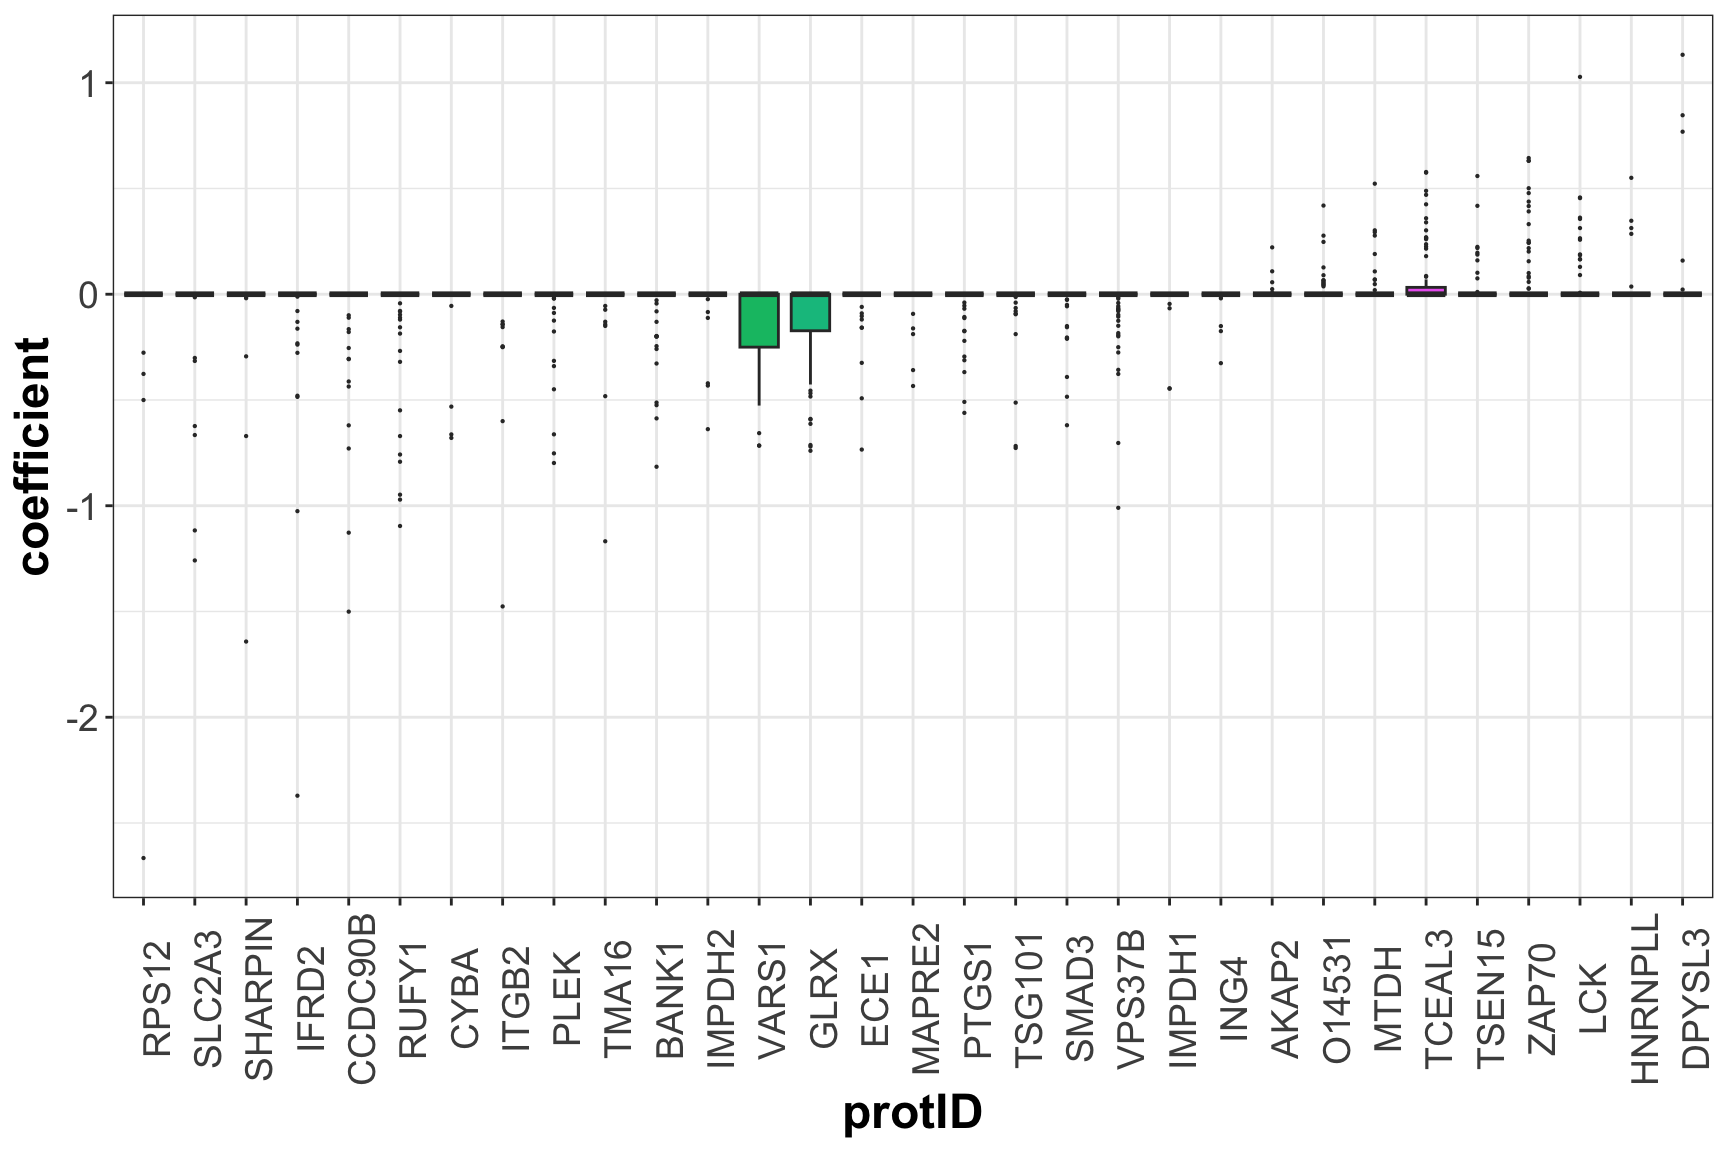 coefficient
1
0
-1
-2
RPS12
SLC2A3
SHARPIN
IFRD2
CCDC90B
RUFY1
CYBA
ITGB2
PLEK
TMA16
BANK1
IMPDH2
VARS1
GLRX
ECE1
MAPRE2
PTGS1
TSG101
SMAD3
VPS37B
IMPDH1
ING4
AKAP2
O14531
MTDH
TCEAL3
TSEN15
ZAP70
LCK
HNRNPLL
DPYSL3
protID